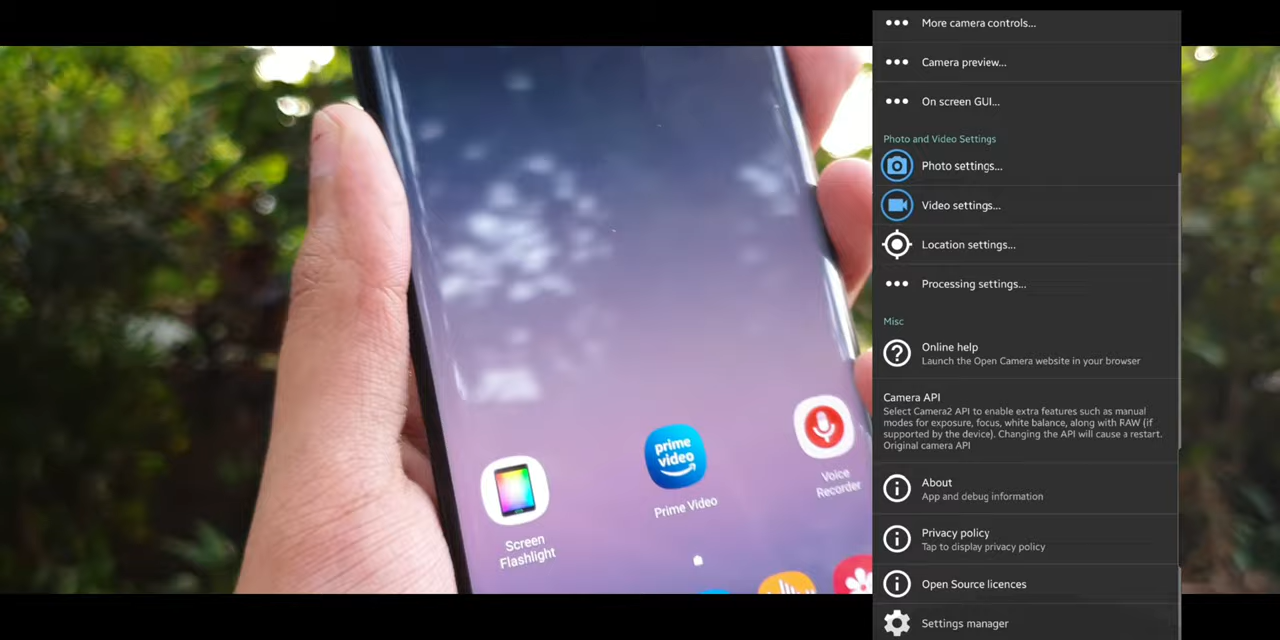 More camera controls...
Camera preview...
On screen GUI...
Photo and Video Settings
Photo settings...
Video settings...
Location settings...
Processing settings...
Misc
Online help
Launch the Open Camera website in your browser
Camera API
Select Camera2 API to enable extra features such as manual
modes for exposure, focus, white balance, along with RAW (if
supported by the device). Changing the API will cause a restart.
Original camera API
About
App and debug information
Privacy policy
Tap to display privacy policy
Open Source licences
Settings manager
prime
video
Screen
Flashlight
Prime Video
Voice
Recorder